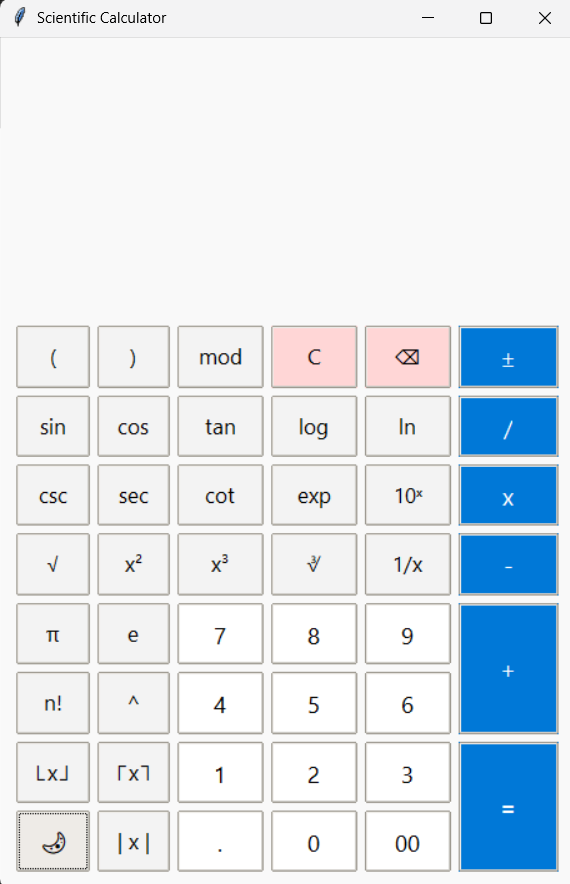 Scientific Calculator
( ) mod C ⌫ ±
sin cos tan log ln /
csc sec cot exp 10ˣ x
√ x² x³ ∛ 1/x -
π e 7 8 9 +
n! ^ 4 5 6
⌊x⌋ ⌈x⌉ 1 2 3 =
🌙 |x| . 0 00